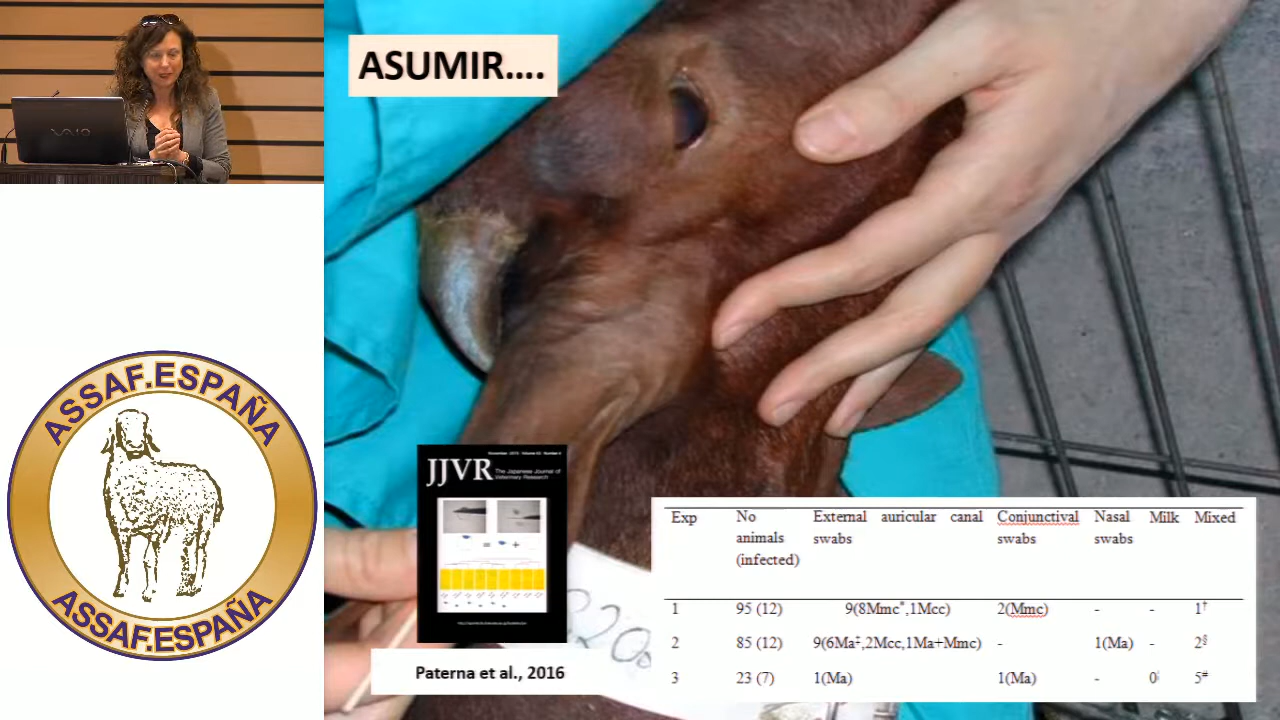 VAIO
ASUMIR....
ASSAF.ESPAÑA
ASSAF.ESPAÑA
JJVR The Japanese Journal of
Veterinary Research
Paterna et al., 2016
Exp No animals (infected) External auricular canal swabs Conjunctival swabs Nasal swabs Milk Mixed
1 95 (12) 9(8Mmc*,1Mcc) 2(Mmc) - - 1†
2 85 (12) 9(6Ma‡,2Mcc,1Ma+Mmc) - 1(Ma) - 2§
3 23 (7) 1(Ma) 1(Ma) - 0 5#